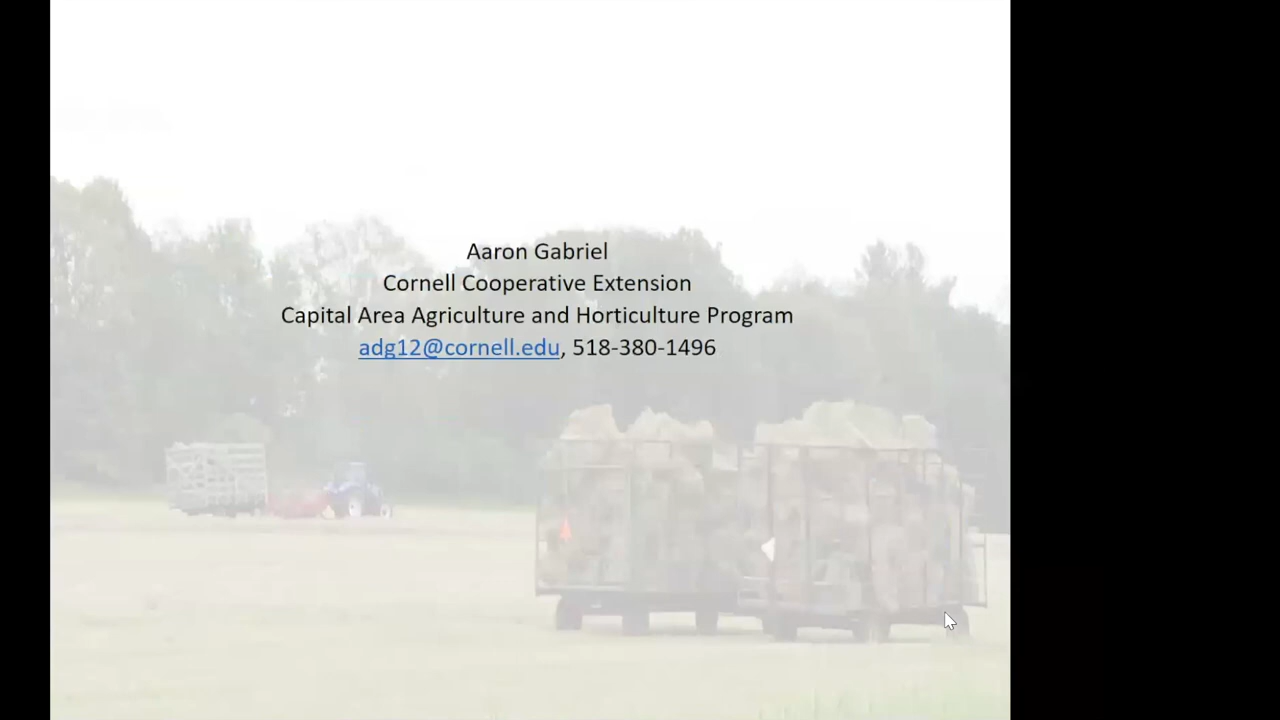 Aaron Gabriel
Cornell Cooperative Extension
Capital Area Agriculture and Horticulture Program
adg12@cornell.edu, 518-380-1496